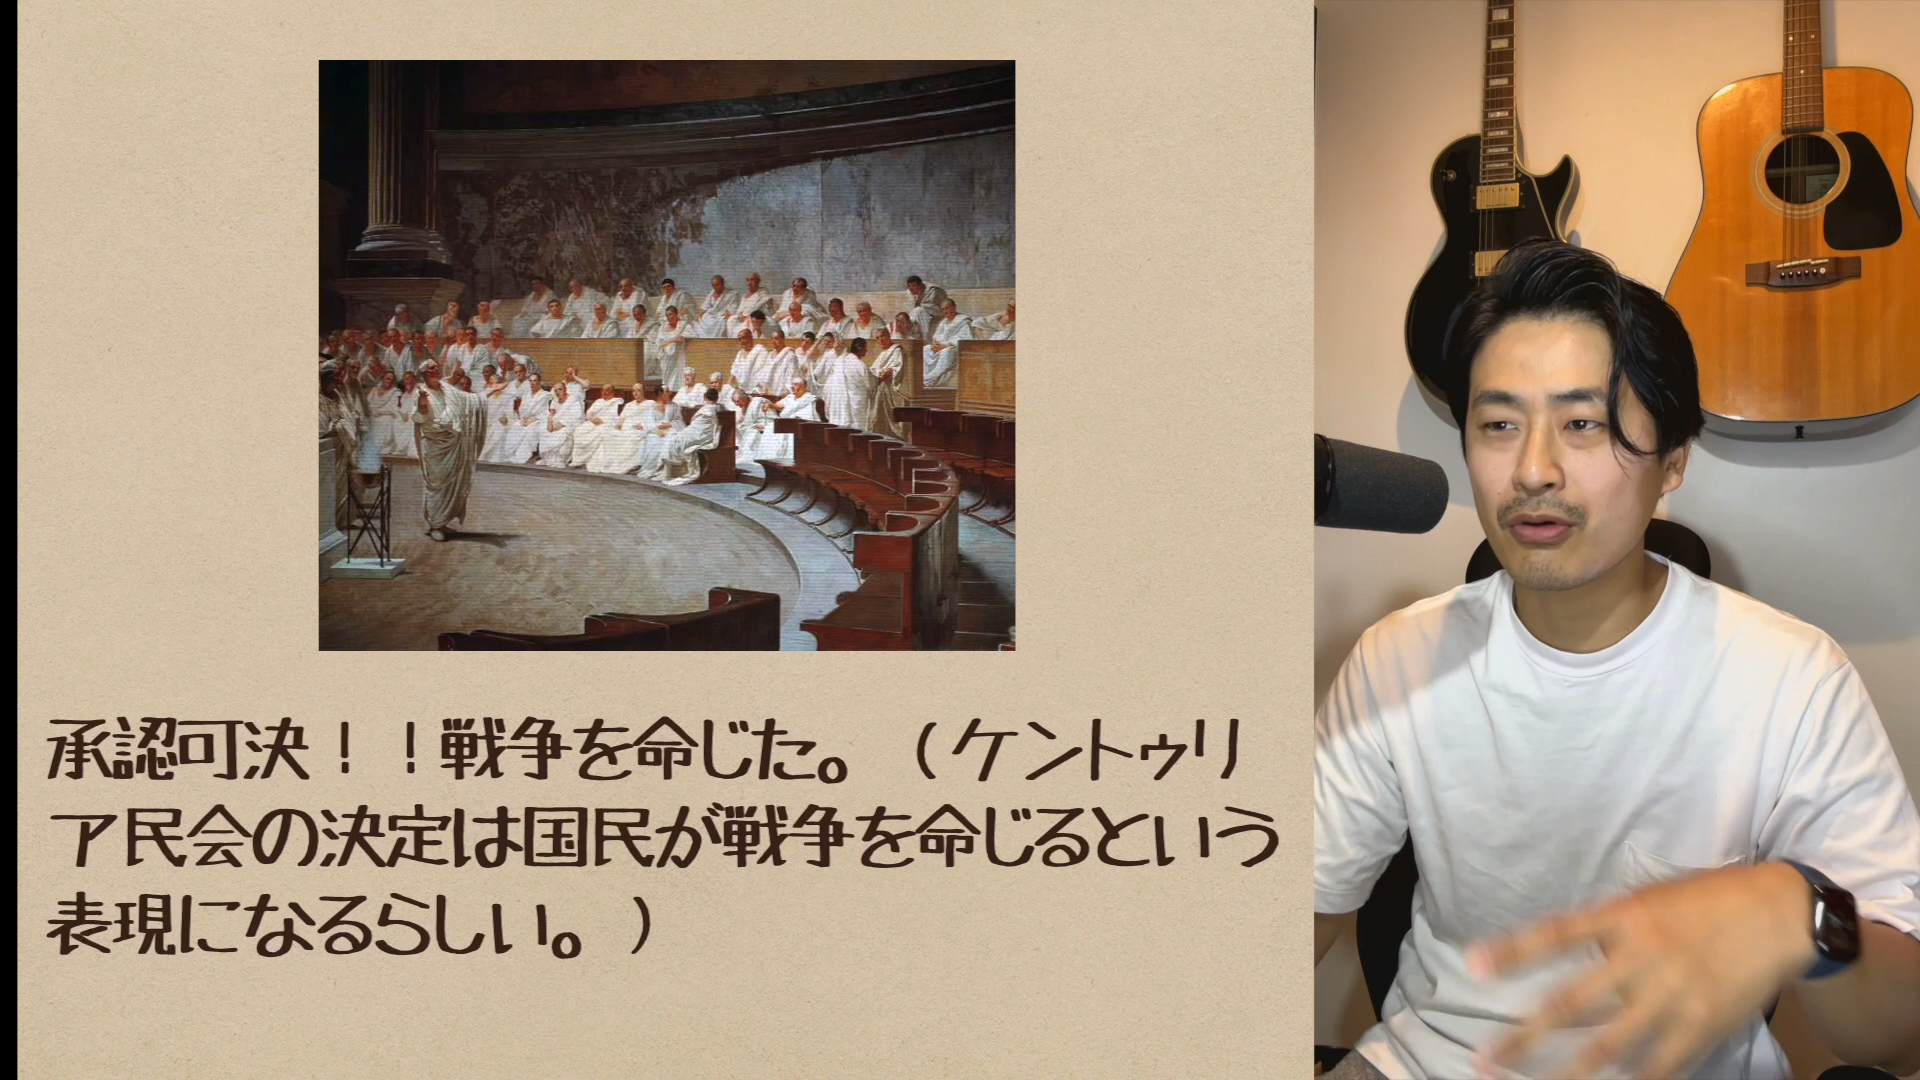 承認可決！！戦争を命じた。（ケントゥリ
ア民会の決定は国民が戦争を命じるという
表現になるらしい。）